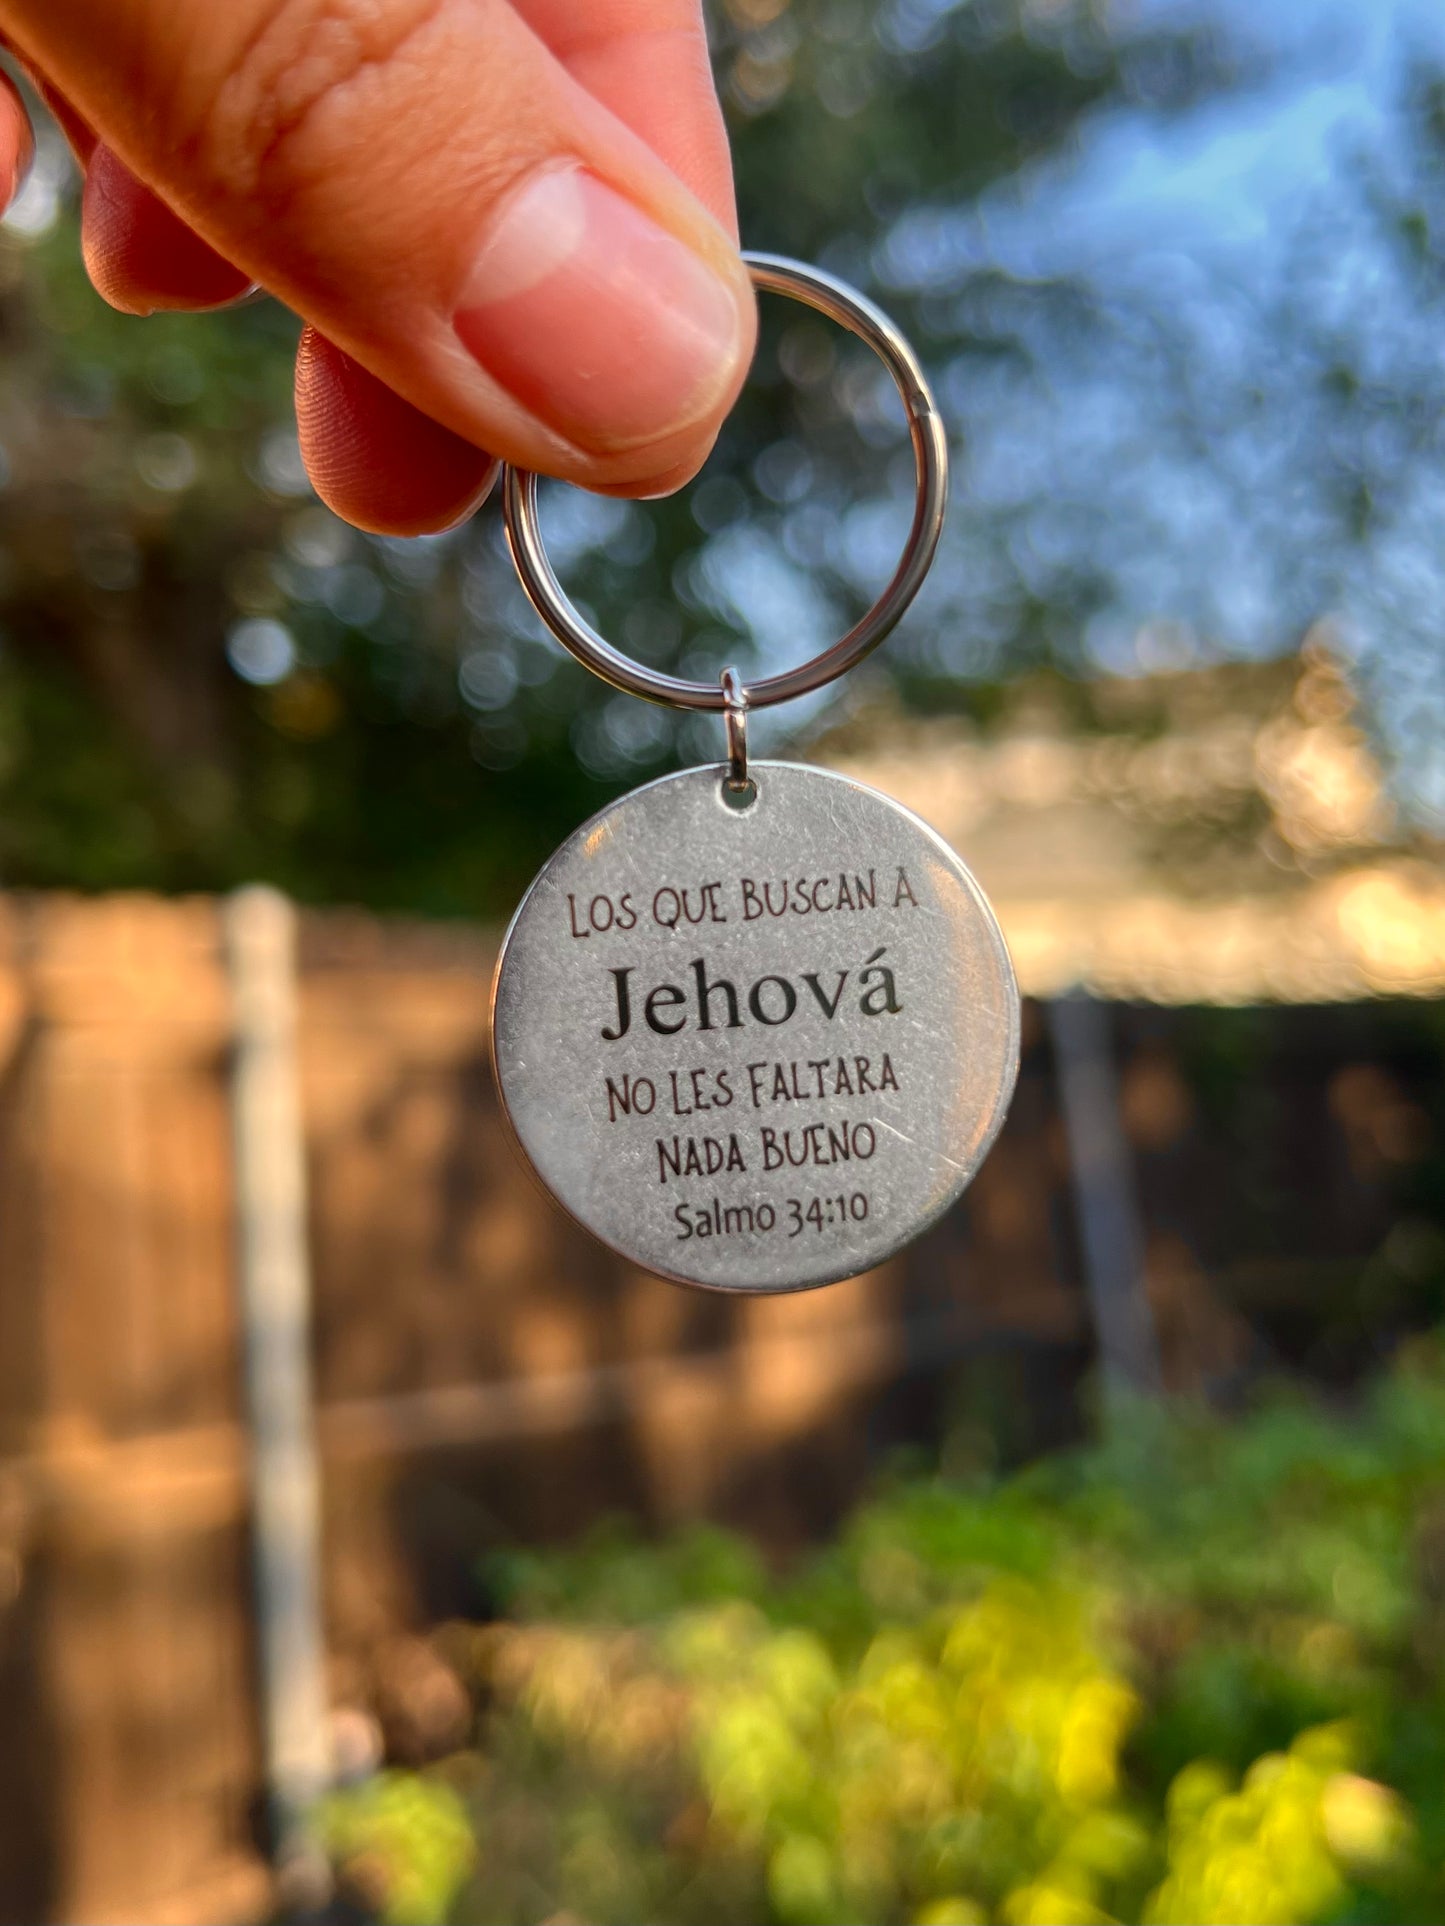 LOS QUE BUSCAN A
Jehová
NO LES FALTARA
NADA BUENO
Salmo 34:10